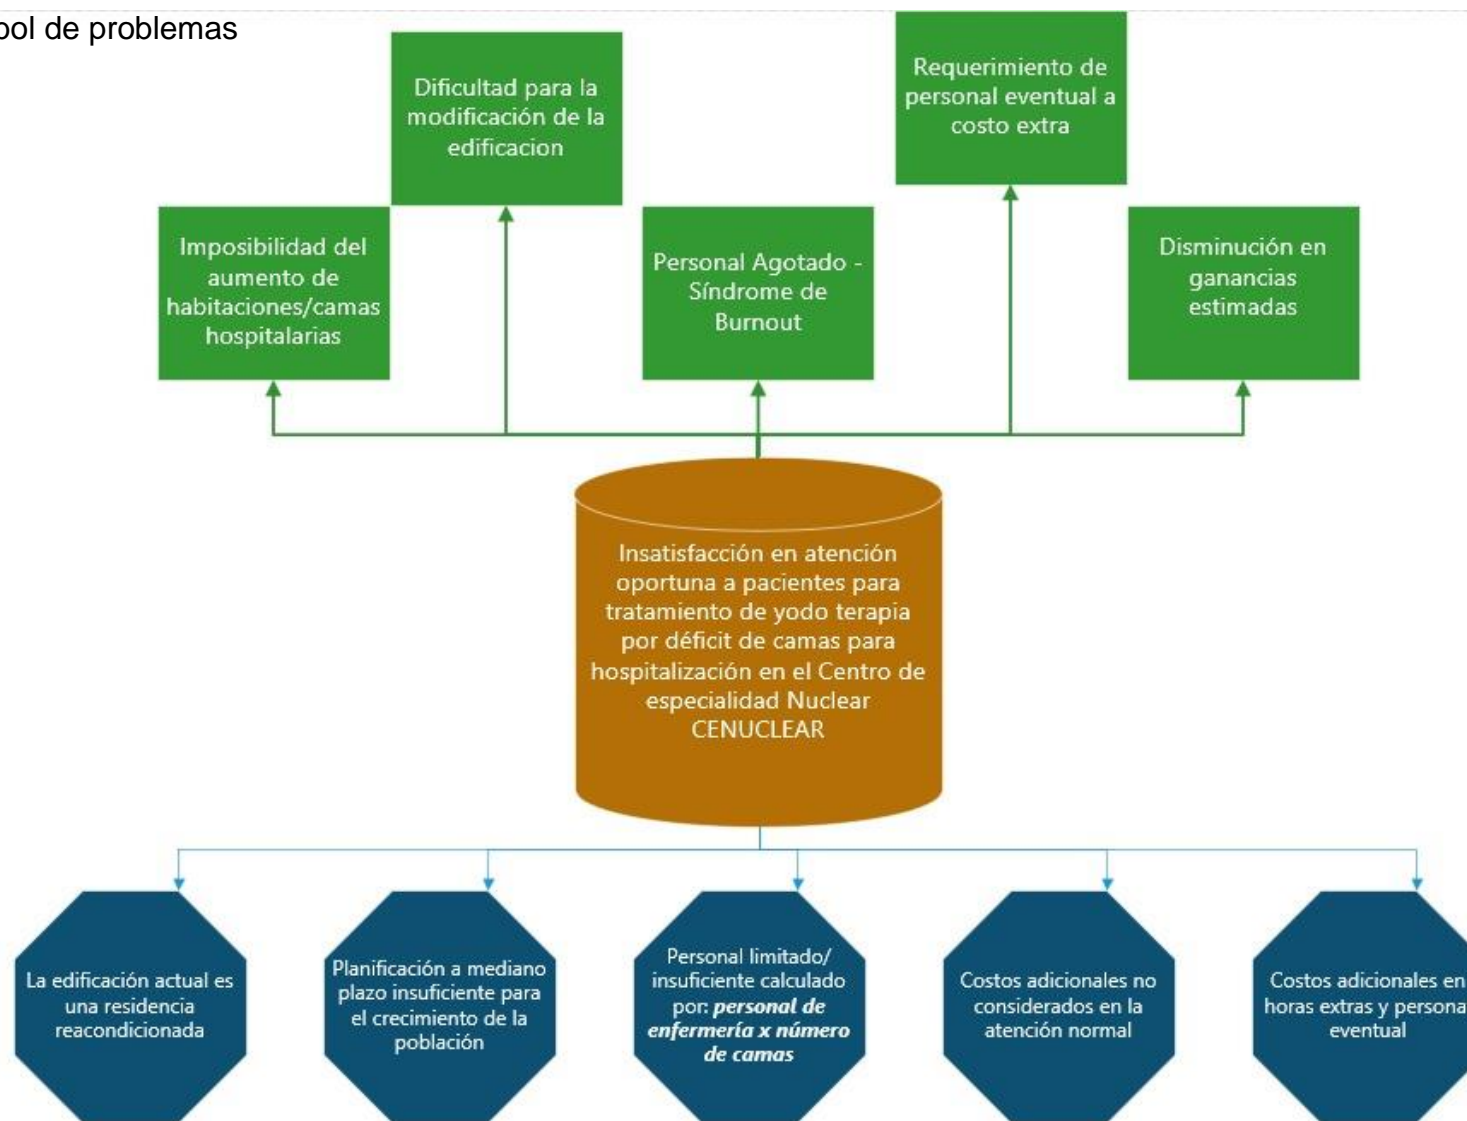 ol de problemas
Dificultad para la
modificación de la
edificacion
Requerimiento de
personal eventual a
costo extra
Imposibilidad del
aumento de
habitaciones/camas
hospitalarias
Personal Agotado -
Síndrome de
Burnout
Disminución en
ganancias
estimadas
Insatisfacción en atención
oportuna a pacientes para
tratamiento de yodo terapia
por déficit de camas para
hospitalización en el Centro de
especialidad Nuclear
CENUCLEAR
La edificación actual es
una residencia
reacondicionada
Planificación a mediano
plazo insuficiente para
el crecimiento de la
población
Personal limitado/
insuficiente calculado
por: personal de
enfermería x número
de camas
Costos adicionales no
considerados en la
atención normal
Costos adicionales en
horas extras y persona
eventual